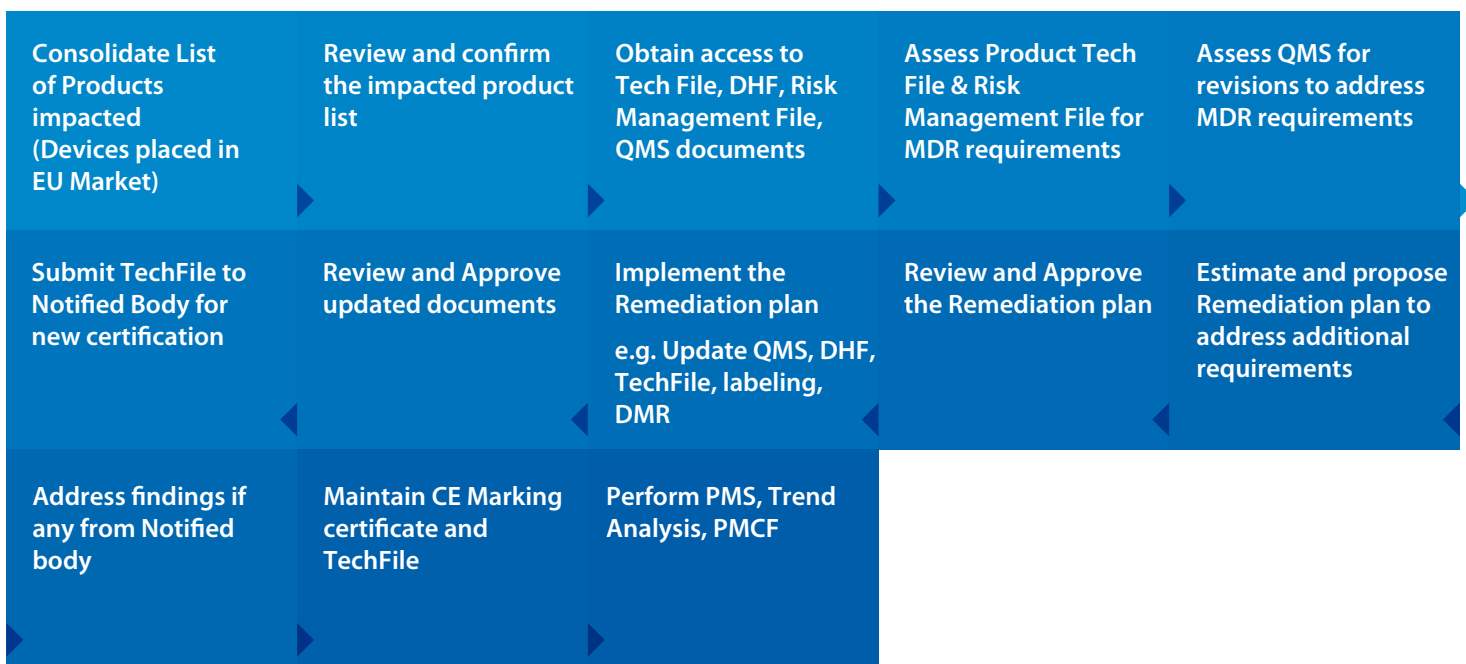 Consolidate List
of Products
impacted
(Devices placed in
EU Market)
Review and confirm
the impacted product
list
Obtain access to
Tech File, DHF, Risk
Management File,
QMS documents
Assess Product Tech
File & Risk
Management File for
MDR requirements
Assess QMS for
revisions to address
MDR requirements
Estimate and propose
Remediation plan to
address additional
requirements
Review and Approve
the Remediation plan
Implement the
Remediation plan
e.g. Update QMS, DHF,
TechFile, labeling,
DMR
Review and Approve
updated documents
Submit TechFile to
Notified Body for
new certification
Address findings if
any from Notified
body
Maintain CE Marking
certificate and
TechFile
Perform PMS, Trend
Analysis, PMCF